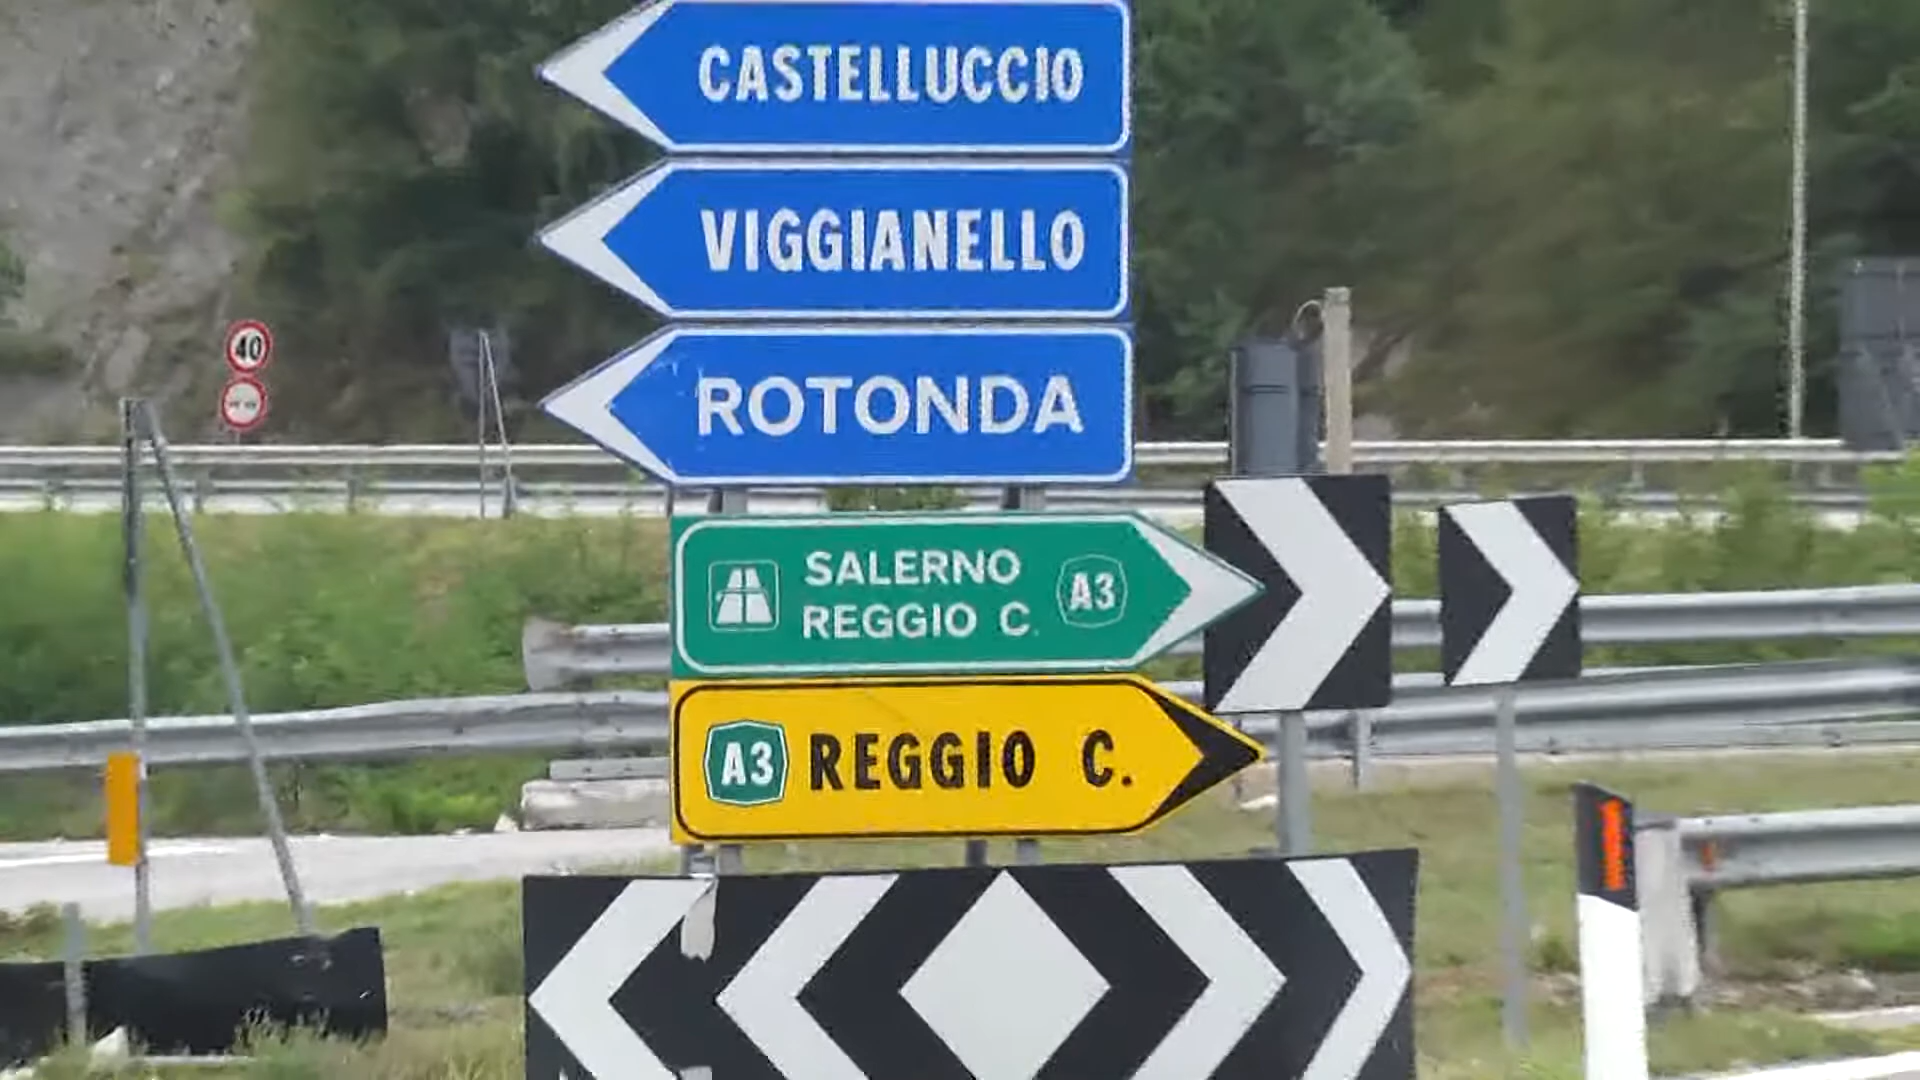 CASTELLUCCIO
VIGGIANELLO
40
ROTONDA
SALERNO
REGGIO C.
A3
A3 REGGIO C.